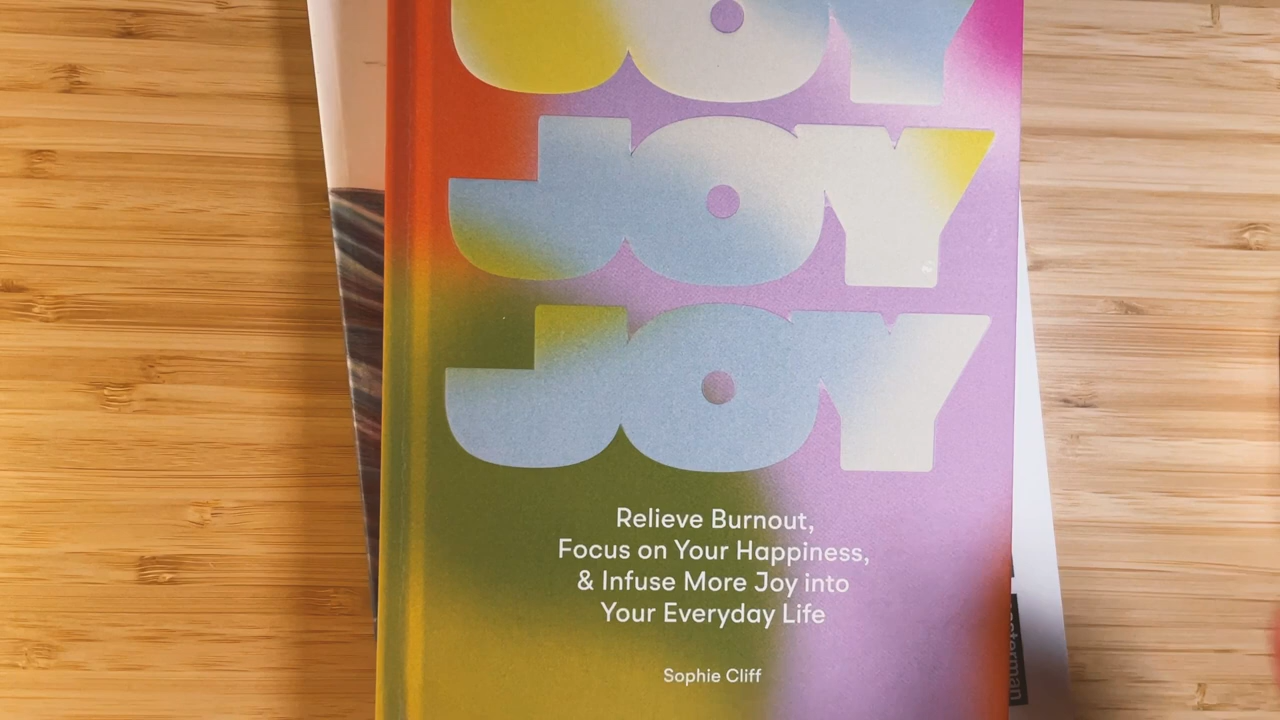 JOY
JOY
JOY
Relieve Burnout,
Focus on Your Happiness,
& Infuse More Joy into
Your Everyday Life
Sophie Cliff